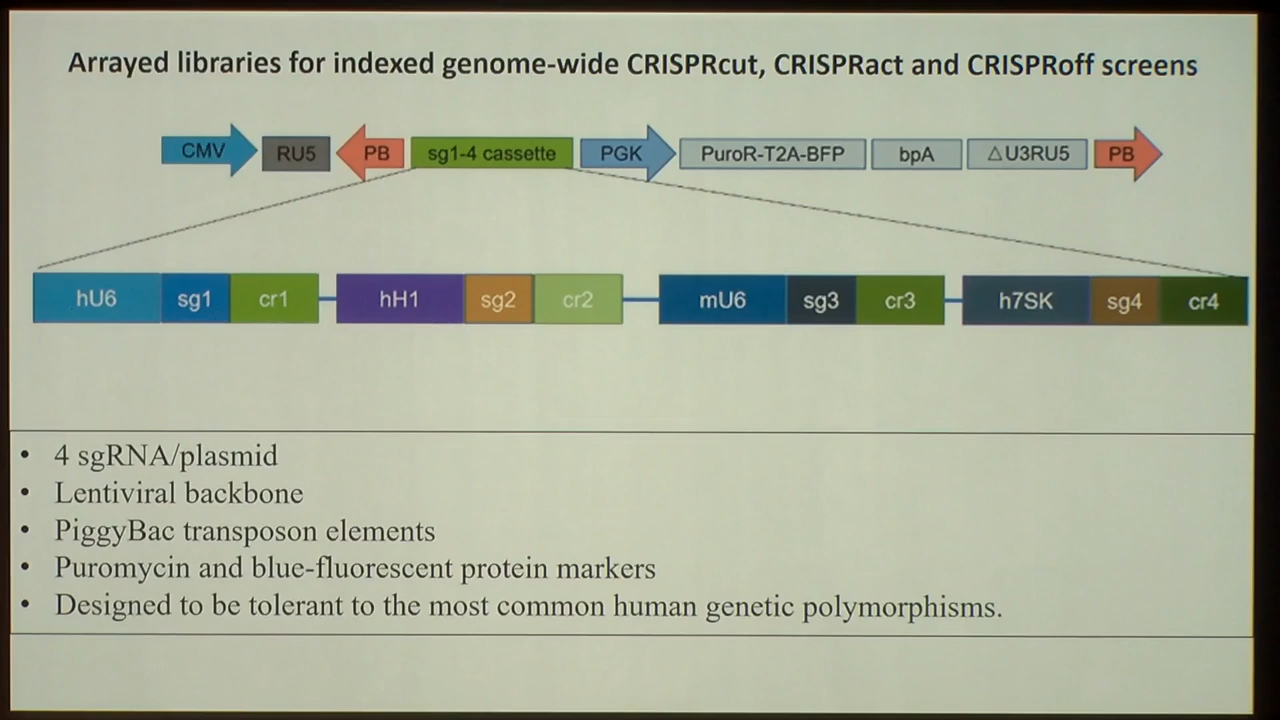 Arrayed libraries for indexed genome-wide CRISPRcut, CRISPRact and CRISPRoff screens
CMV RU5 PB sg1-4 cassette PGK PuroR-T2A-BFP bpA △U3RU5 PB
hU6 sg1 cr1 hH1 sg2 cr2 mU6 sg3 cr3 h7SK sg4 cr4
• 4 sgRNA/plasmid
• Lentiviral backbone
• PiggyBac transposon elements
• Puromycin and blue-fluorescent protein markers
• Designed to be tolerant to the most common human genetic polymorphisms.